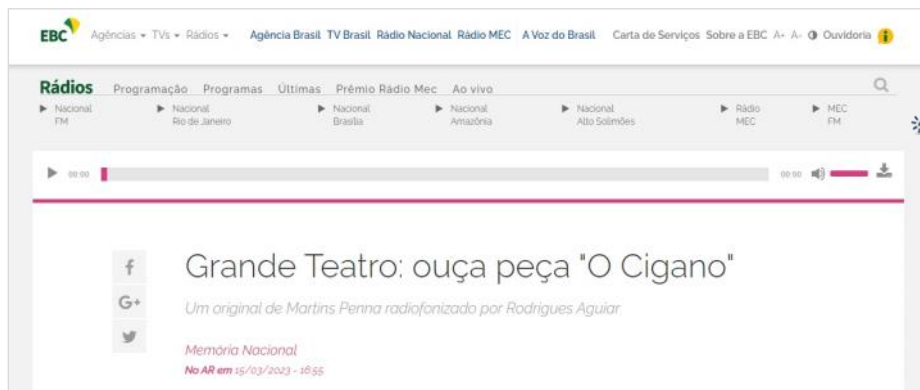 EBC Agências TVs Rádios Agência Brasil TV Brasil Rádio Nacional Rádio MEC A Voz do Brasil Carta de Serviços Sobre a EBC A+ A- Ouvidoria i
Rádios Programação Programas Últimas Prêmio Rádio Mec Ao vivo
Nacional FM
Nacional Rio de Janeiro
Nacional Brasília
Nacional Amazônia
Nacional Alto Solimões
Rádio MEC
MEC FM
00:00 00:00
Grande Teatro: ouça peça "O Cigano"
Um original de Martins Penna radiofonizado por Rodrigues Aguiar
Memória Nacional
No AR em 15/03/2023 - 16:55
f
G+